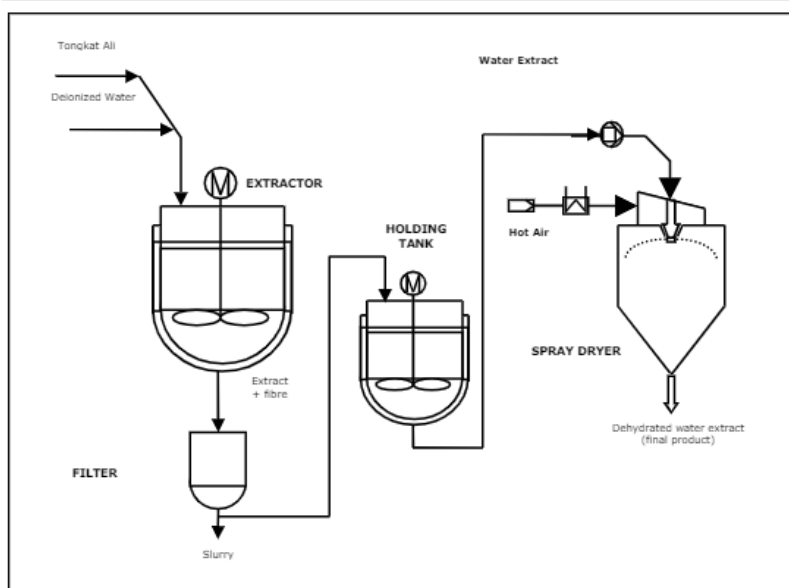 Tongkat Ali
Water Extract
Deionized Water
M
EXTRACTOR
HOLDING
TANK
Hot Air
M
SPRAY DRYER
Extract
+ fibre
Dehydrated water extract
(final product)
FILTER
Slurry